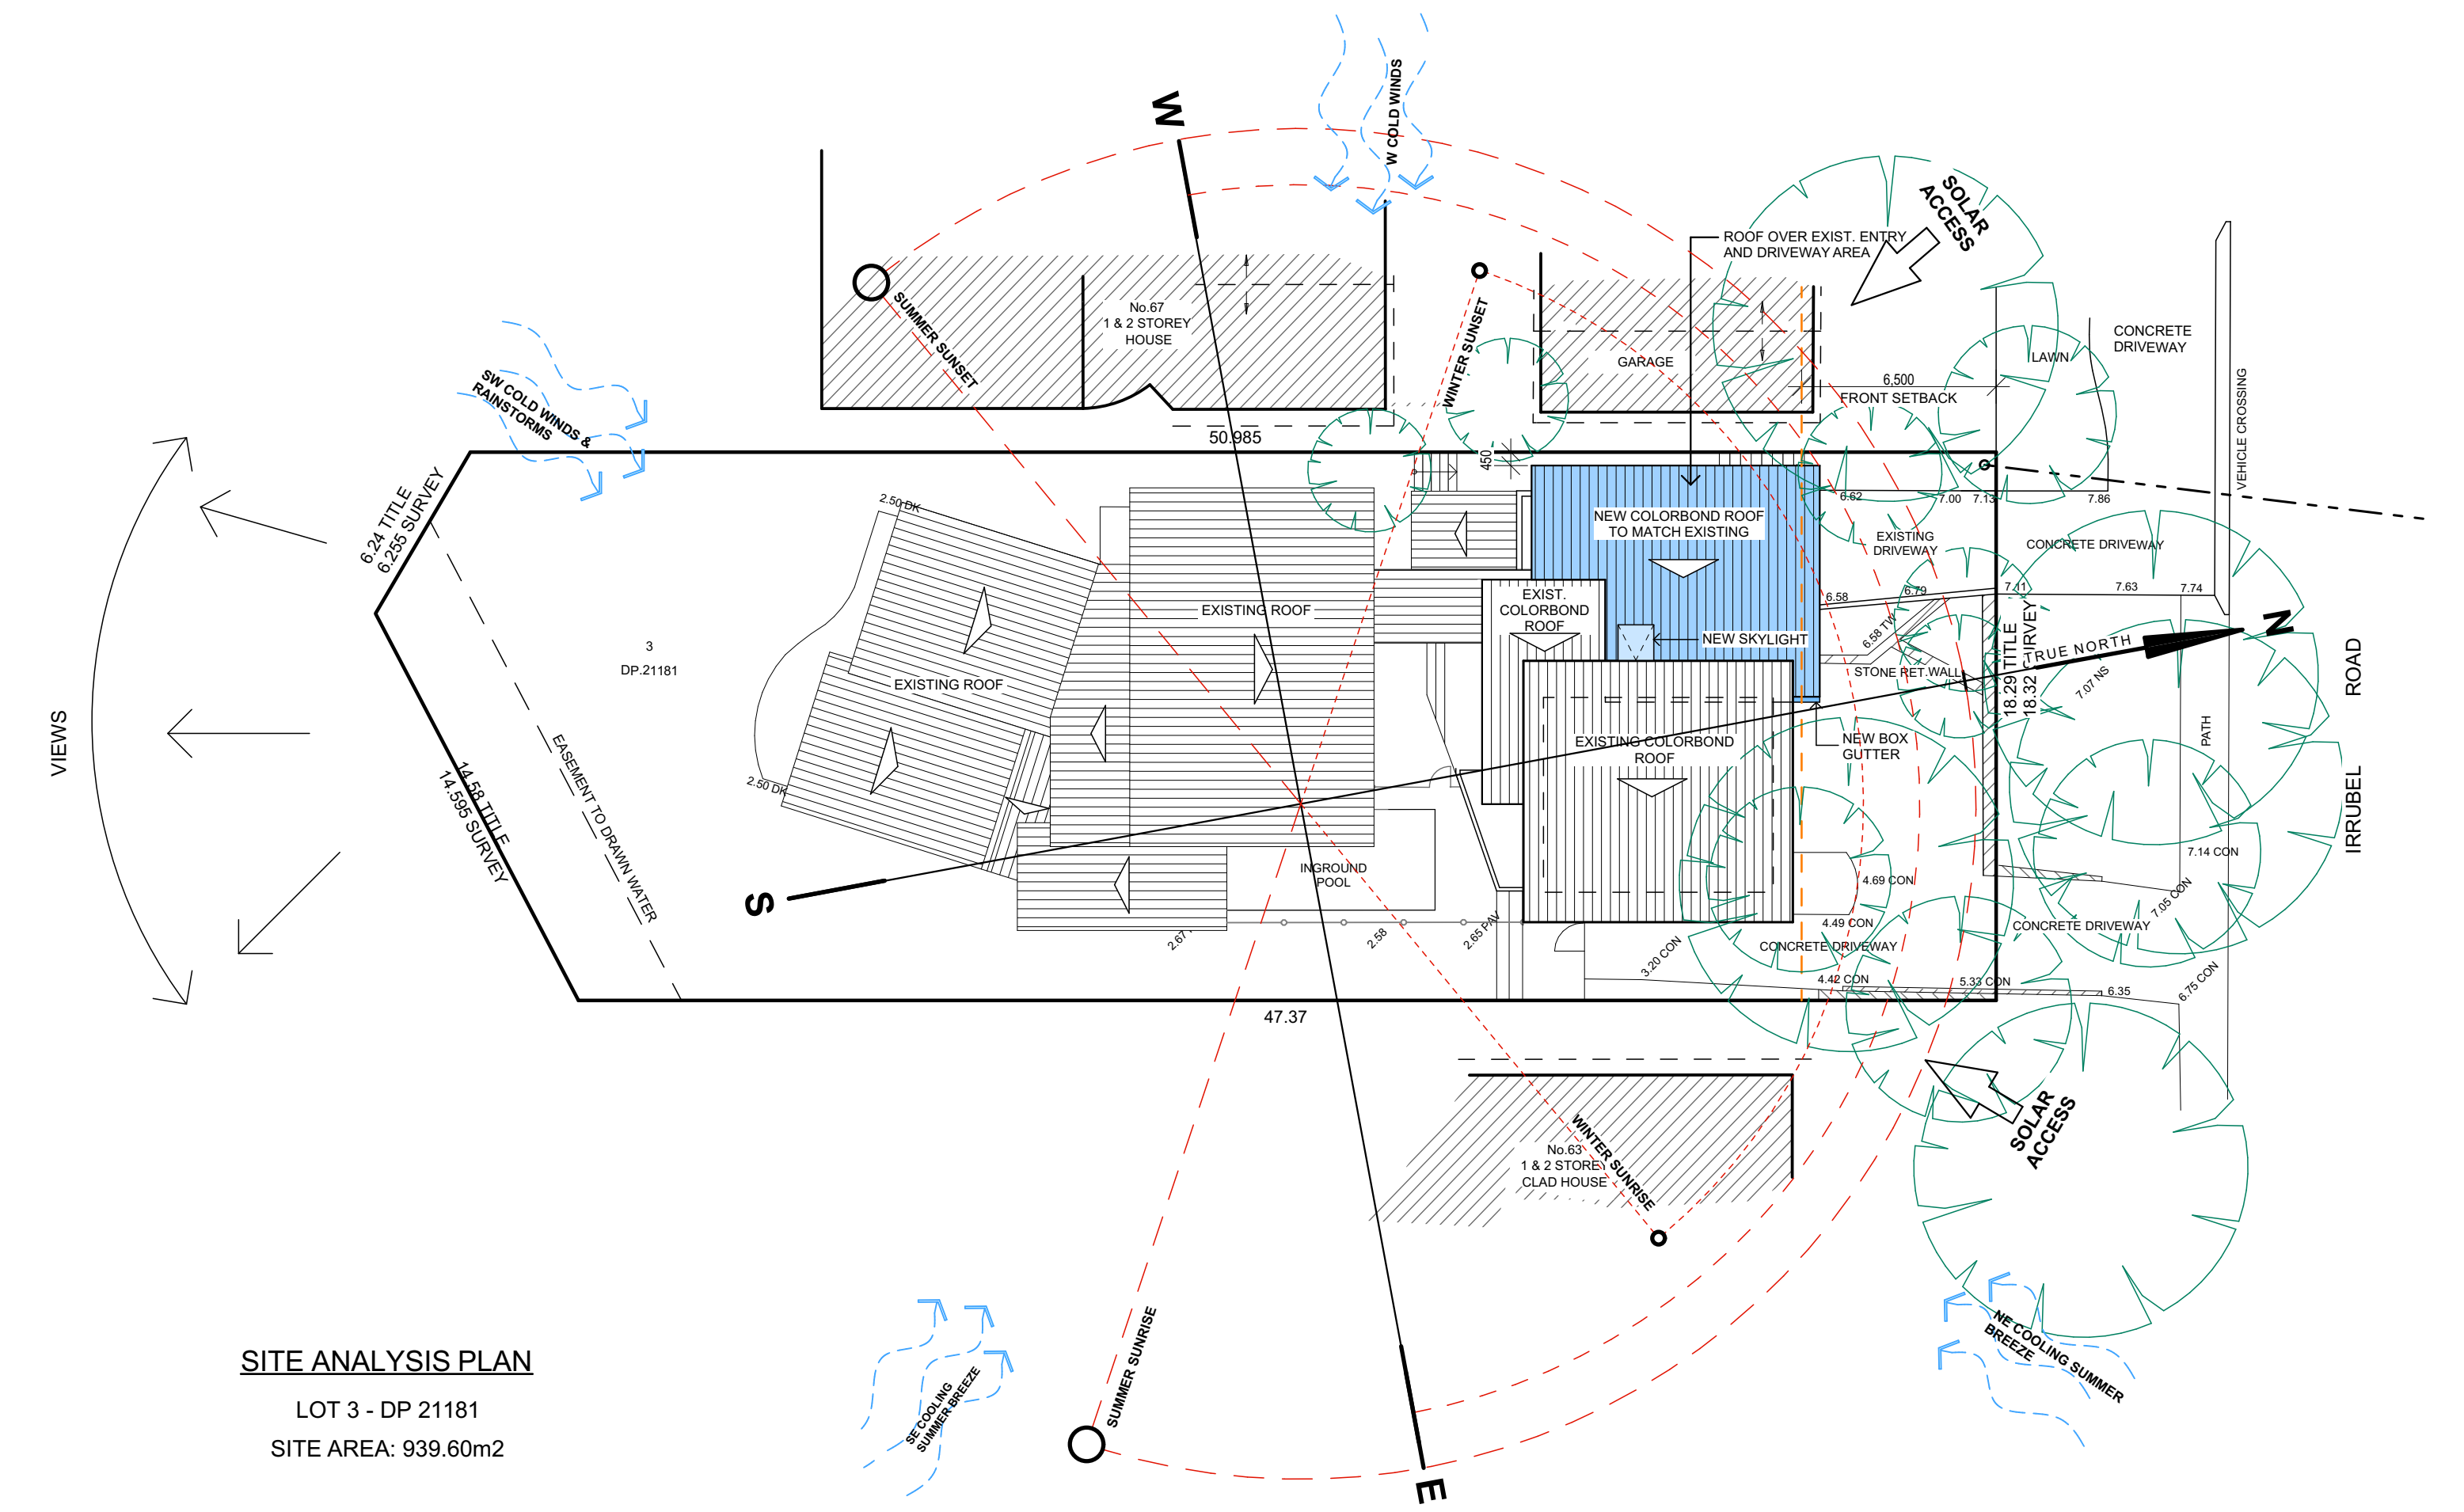 W
W COLD WINDS
SOLAR
ACCESS
ROOF OVER EXIST. ENTRY
AND DRIVEWAY AREA
SUMMER SUNSET
No.67
1 & 2 STOREY
HOUSE
WINTER SUNSET
GARAGE
LAWN
CONCRETE
DRIVEWAY
6,500
FRONT SETBACK
VEHICLE CROSSING
SW COLD WINDS &
RAINSTORMS
50.985
450
6.24 TITLE
6.255 SURVEY
2.50 DK
6.62
7.00
7.13
7.86
NEW COLORBOND ROOF
TO MATCH EXISTING
EXISTING
DRIVEWAY
CONCRETE DRIVEWAY
EXISTING ROOF
EXIST.
COLORBOND
ROOF
6.58
6.79
7.11
7.63
7.74
NEW SKYLIGHT
6.58 TW
3
DP.21181
EXISTING ROOF
STONE RET.WALL
18.29 TITLE
18.32 SURVEY
TRUE NORTH
N
7.07 NS
VIEWS
EXISTING COLORBOND
ROOF
NEW BOX
GUTTER
PATH
IRRUBEL ROAD
2.50 DK
14.58 TITLE
14.595 SURVEY
EASEMENT TO DRAWN WATER
S
INGROUND
POOL
4.69 CON
7.14 CON
7.05 CON
4.49 CON
2.67
2.58
2.65 PAV
3.20 CON
CONCRETE DRIVEWAY
CONCRETE DRIVEWAY
4.42 CON
5.33 CON
6.35
6.75 CON
47.37
No.63
1 & 2 STOREY
CLAD HOUSE
WINTER SUNRISE
SOLAR
ACCESS
SUMMER SUNRISE
SE COOLING
SUMMER BREEZE
NE COOLING SUMMER
BREEZE
E
SITE ANALYSIS PLAN
LOT 3 - DP 21181
SITE AREA: 939.60m2